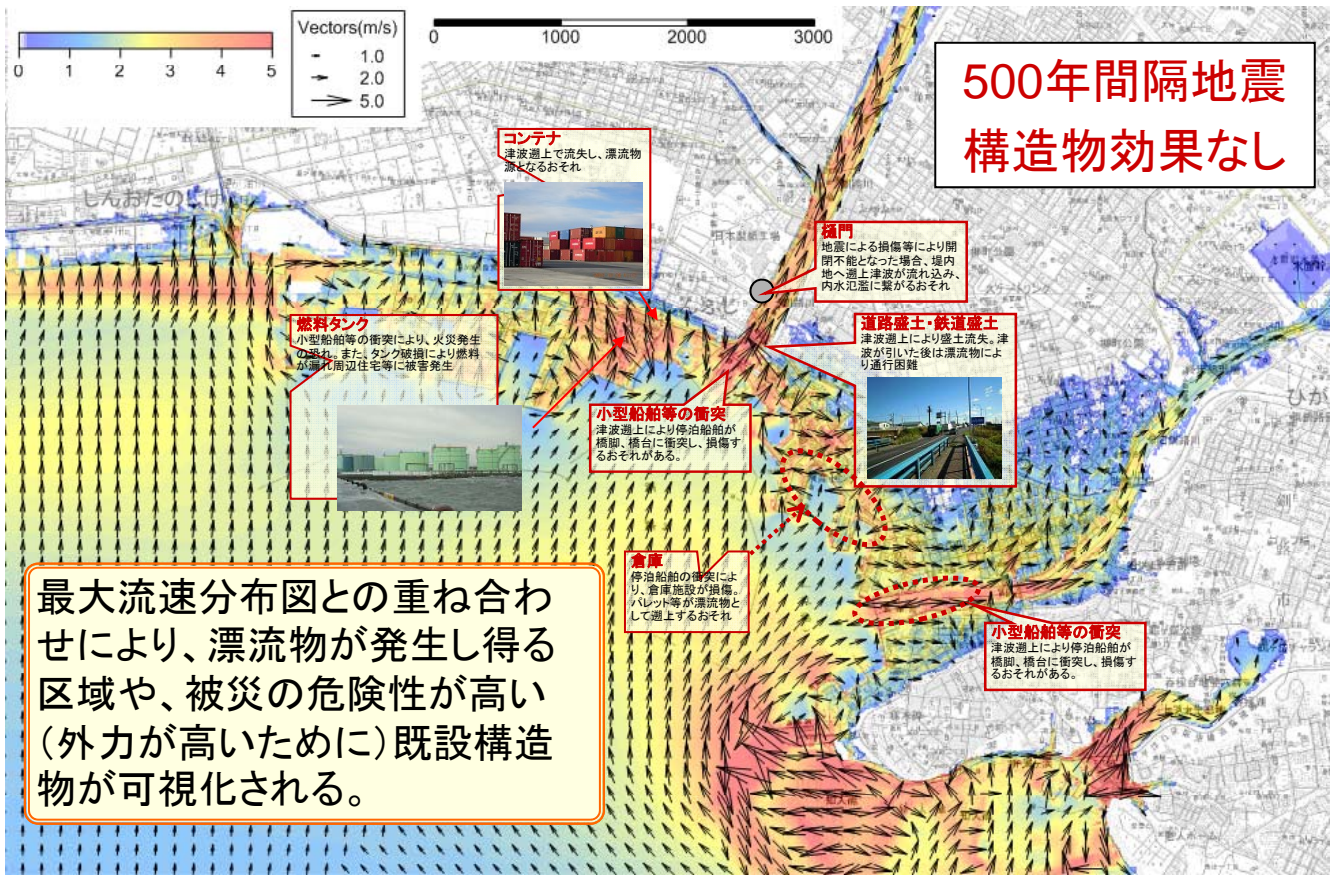 0 1 2 3 4 5
Vectors(m/s)
1.0
2.0
5.0
0 1000 2000 3000
500年間隔地震
構造物効果なし
コンテナ
津波遡上で流失し、漂流物
源となるおそれ
しんおたのしけ
日本製紙工場
樋門
地震による損傷等により開
閉不能となった場合、堤内
地へ遡上津波が流れ込み、
内水氾濫に繋がるおそれ
燃料タンク
小型船舶等の衝突により、火災発生
の恐れ。また、タンク破損により燃料
が漏れ周辺住宅等に被害発生
道路盛土・鉄道盛土
津波遡上により盛土流失。津
波が引いた後は漂流物によ
り通行困難
ひが
小型船舶等の衝突
津波遡上により停泊船舶が
橋脚、橋台に衝突し、損傷す
るおそれがある。
倉庫
停泊船舶の衝突によ
り、倉庫施設が損傷。
パレット等が漂流物と
して遡上するおそれ
小型船舶等の衝突
津波遡上により停泊船舶が
橋脚、橋台に衝突し、損傷す
るおそれがある。
最大流速分布図との重ね合わ
せにより、漂流物が発生し得る
区域や、被災の危険性が高い
（外力が高いために）既設構造
物が可視化される。